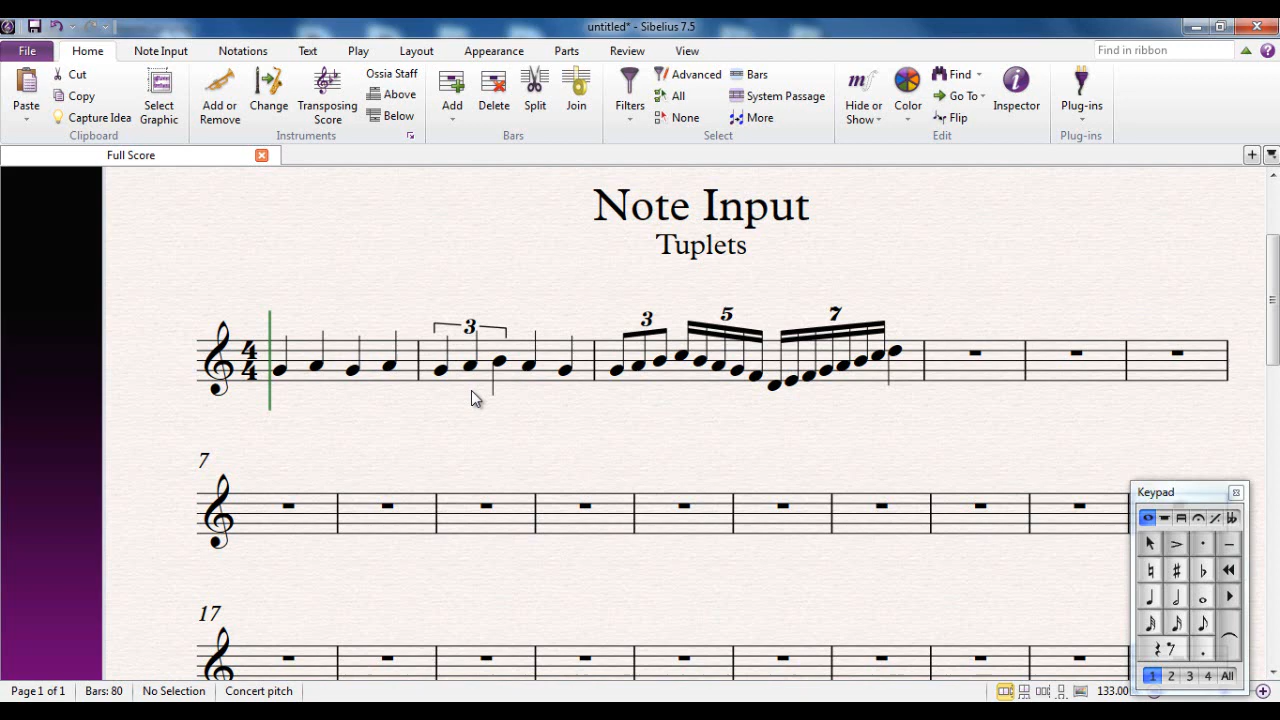 untitled* - Sibelius 7.5
File Home Note Input Notations Text Play Layout Appearance Parts Review View Find in ribbon
Paste Cut Copy Capture Idea Select Graphic
Add or Remove Change Transposing Score Ossia Staff Above Below
Add Delete Split Join
Filters Advanced All None Bars System Passage More
Hide or Show Color Find Go To Flip Inspector Plug-ins
Clipboard Instruments Bars Select Edit Plug-ins
Full Score
Note Input
Tuplets
3 3 5 7
4
4
7
Keypad
17
1 2 3 4 All
Page 1 of 1 Bars: 80 No Selection Concert pitch 133.00